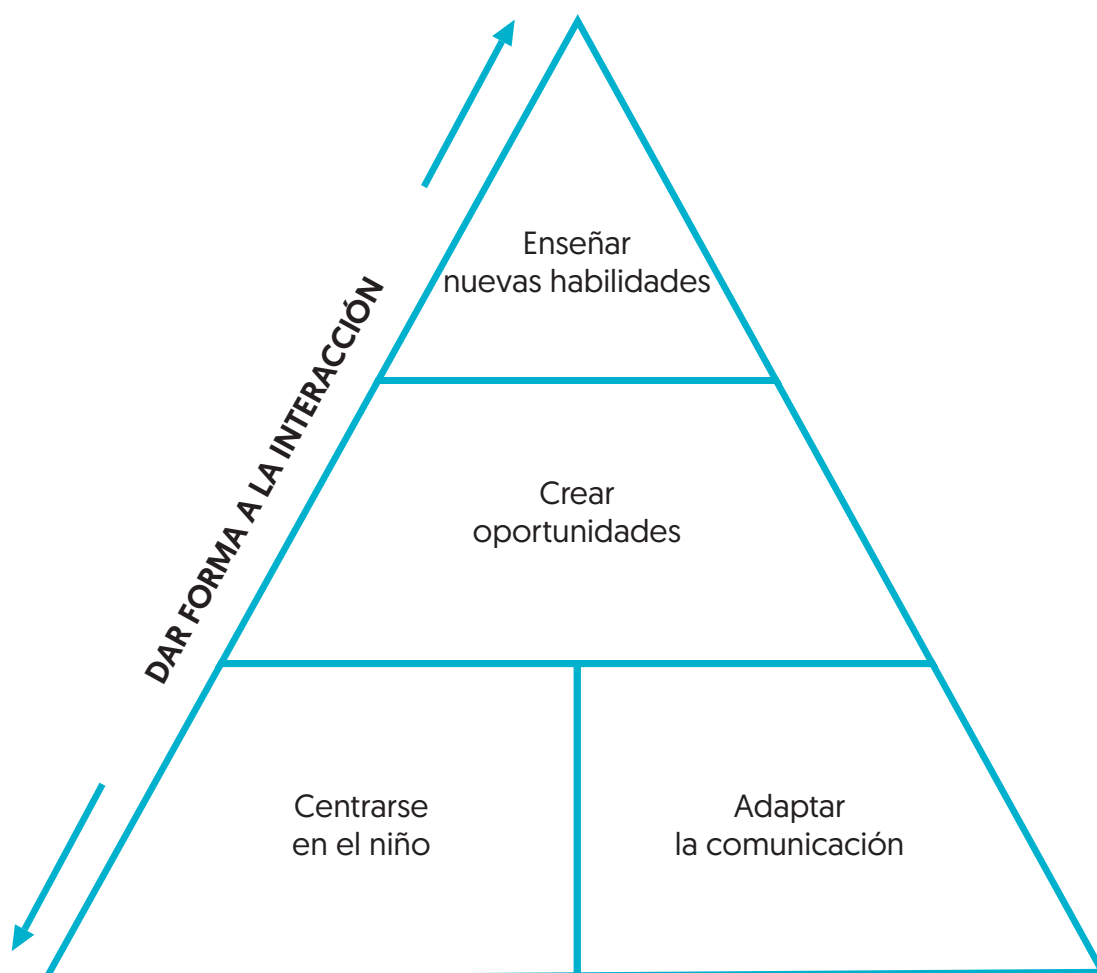 Enseñar
nuevas habilidades
DAR FORMA A LA INTERACCIÓN
Crear
oportunidades
Centrarse
en el niño
Adaptar
la comunicación